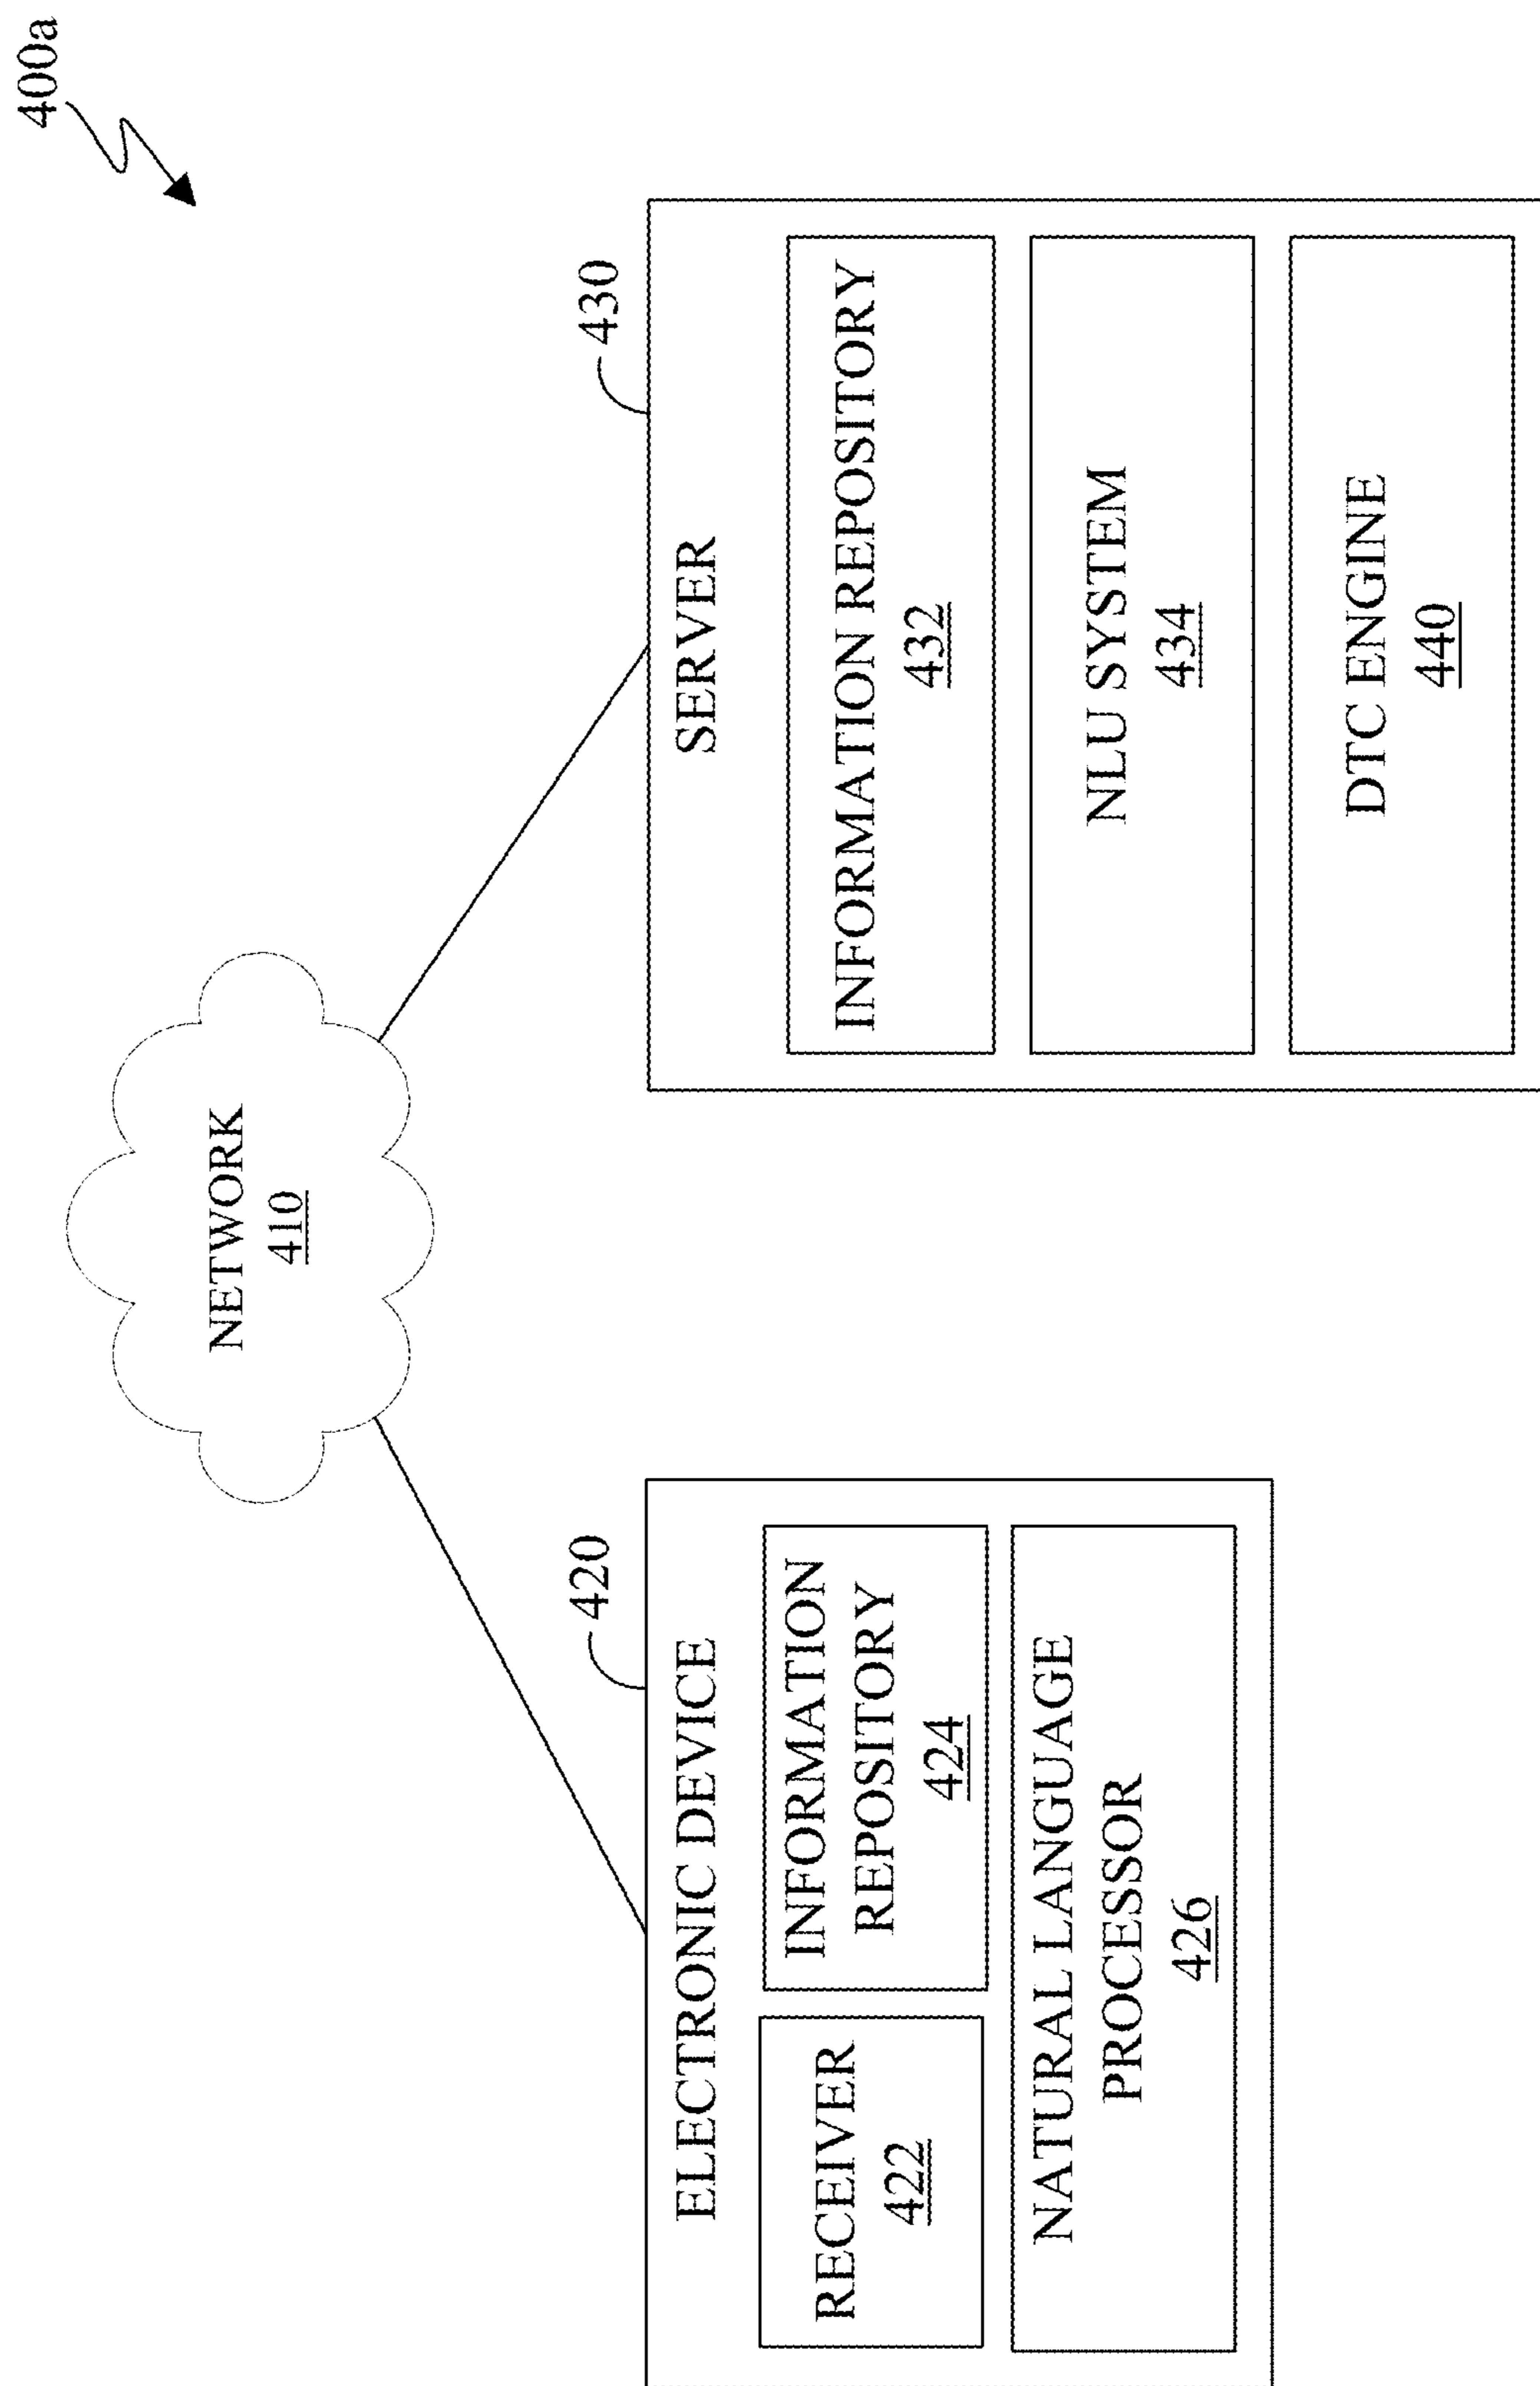 400a
NETWORK
410
420
ELECTRONIC DEVICE
RECEIVER
422
INFORMATION
REPOSITORY
424
NATURAL LANGUAGE
PROCESSOR
426
430
SERVER
INFORMATION REPOSITORY
432
NLU SYSTEM
434
DTC ENGINE
440